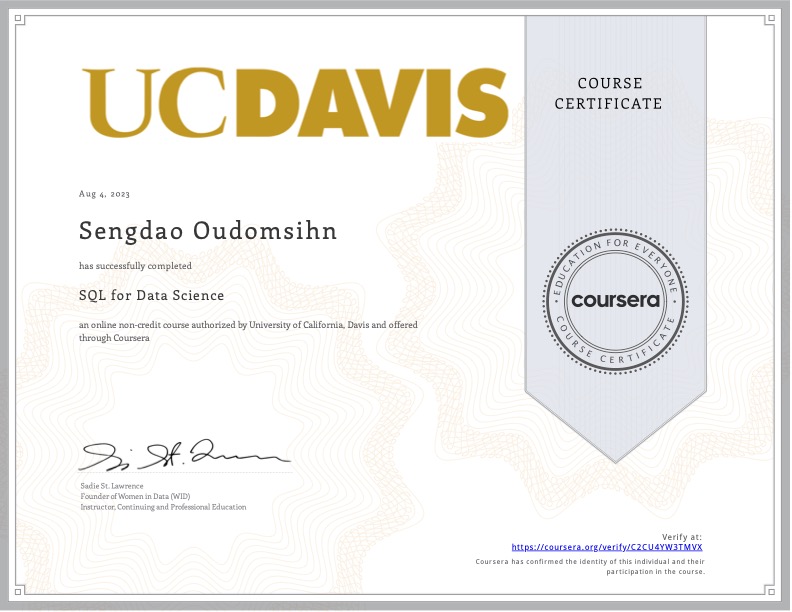 UCDAVIS
COURSE
CERTIFICATE
Aug 4, 2023
Sengdao Oudomsihn
has successfully completed
SQL for Data Science
an online non-credit course authorized by University of California, Davis and offered
through Coursera
EDUCATION FOR EVERYONE
coursera
COURSE CERTIFICATE
Sadie St. Lawrence
Founder of Women in Data (WID)
Instructor, Continuing and Professional Education
Verify at:
https://coursera.org/verify/C2CU4YW3TMVX
Coursera has confirmed the identity of this individual and their
participation in the course.